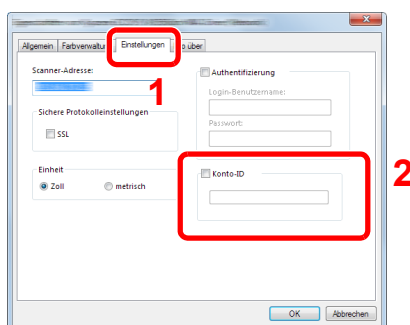 Allgemein Farbverwaltu Einstellungen o über
Scanner-Adresse:
1
Sichere Protokolleinstellungen
SSL
Einheit
Zoll metrisch
Authentifizierung
Login-Benutzername:
Passwort:
Konto-ID
2
OK Abbrechen